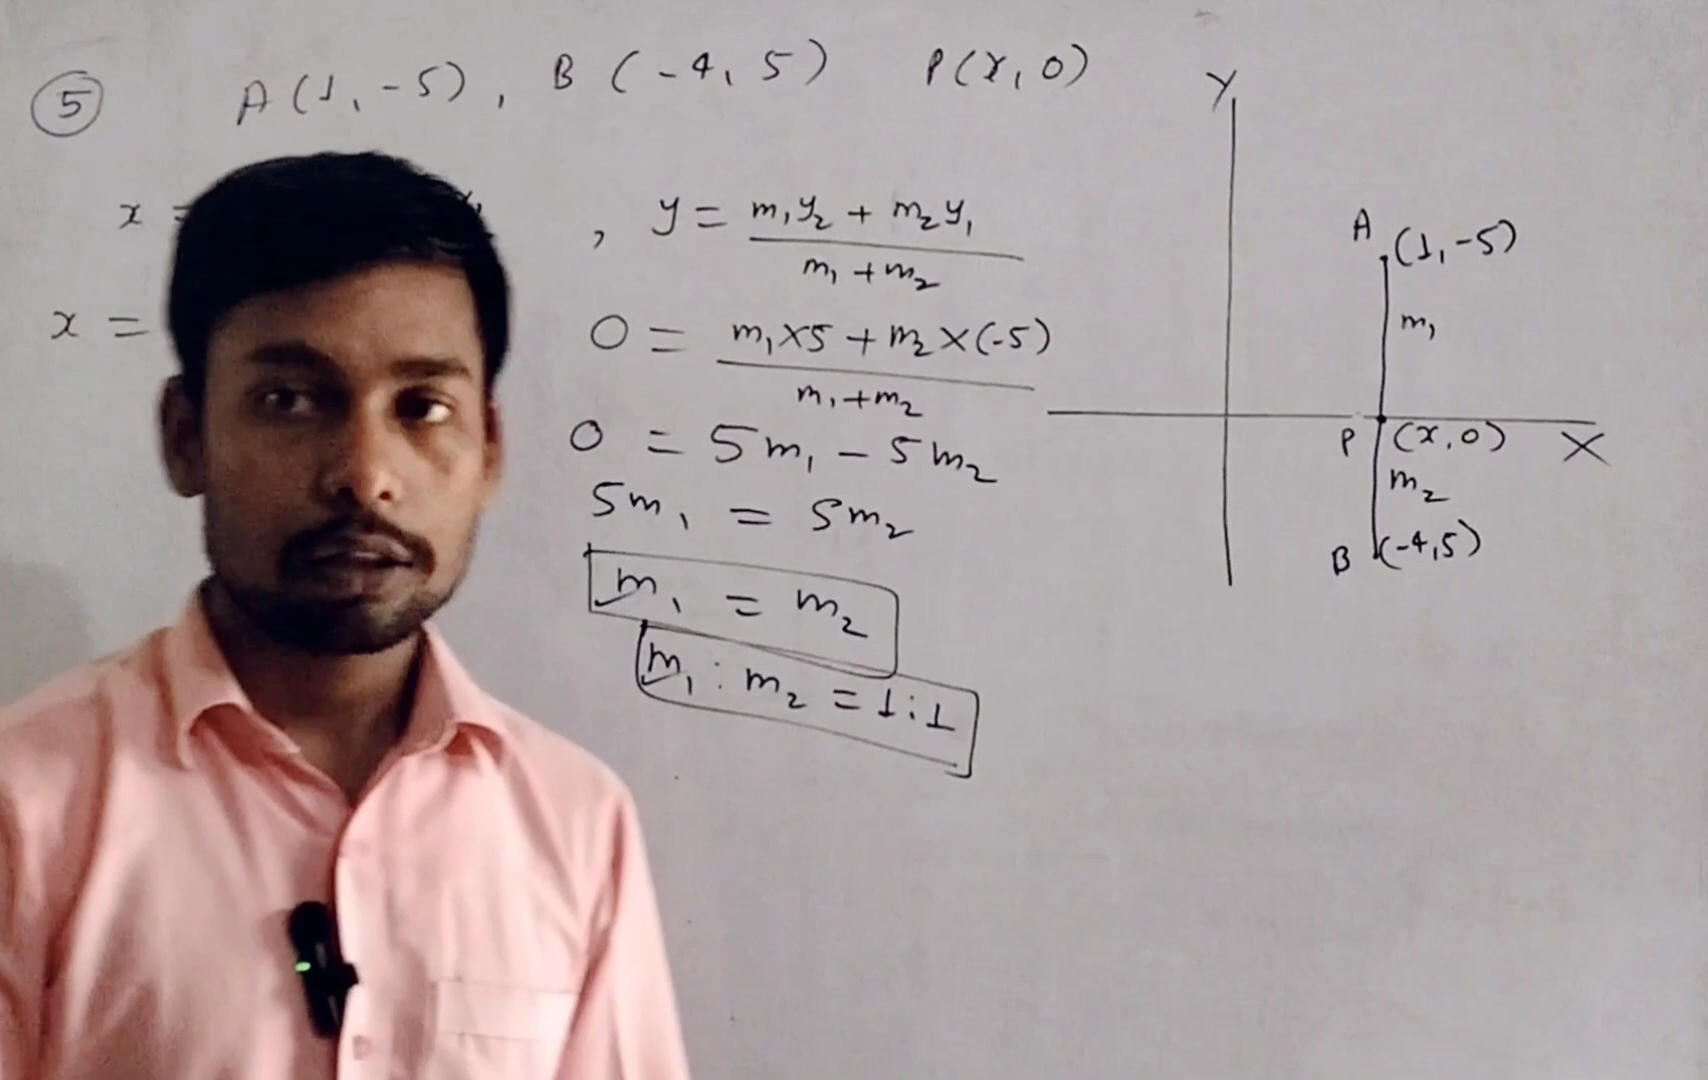 ⑤ A(1, -5), B(-4, 5) P(x, 0)
x =
, y = m₁y₂ + m₂y₁
m₁ + m₂
x =
0 = m₁×5 + m₂×(-5)
m₁+m₂
0 = 5m₁ - 5m₂
5m₁ = 5m₂
m₁ = m₂
m₁ : m₂ = 1:1
Y
A (1, -5)
m₁
P (x, 0) X
m₂
B (-4, 5)